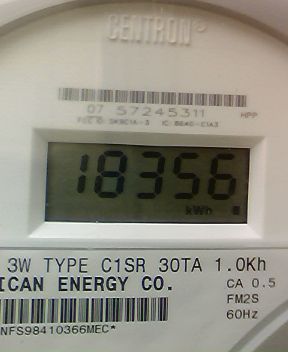 CENTRON®
07 57245311 HPP
18356
kWh
3W TYPE C1SR 30TA 1.0Kh
ICAN ENERGY CO. CA 0.5
FM2S
60Hz
NFS98410366MEC*